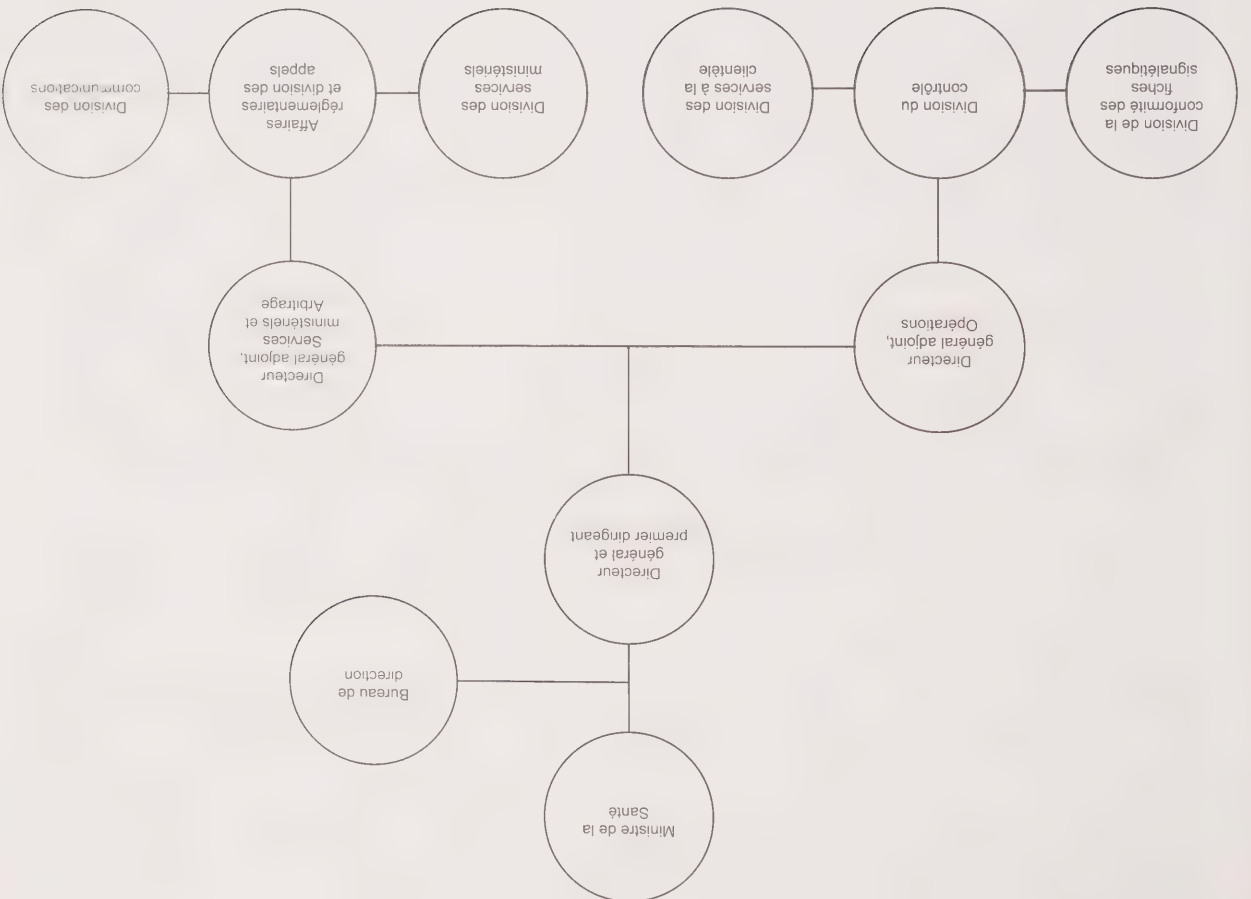 Ministre de la
Santé
Bureau de
direction
Directeur
général et
premier dirigeant
Directeur
général adjoint,
Opérations
Directeur
général adjoint,
Services
ministériels et
Arbitrage
Division de la
conformité des
fiches
signalétiques
Division du
contrôle
Division des
services à la
clientèle
Division des
services
ministériels
Affaires
réglementaires
et division des
appels
Division des
communications